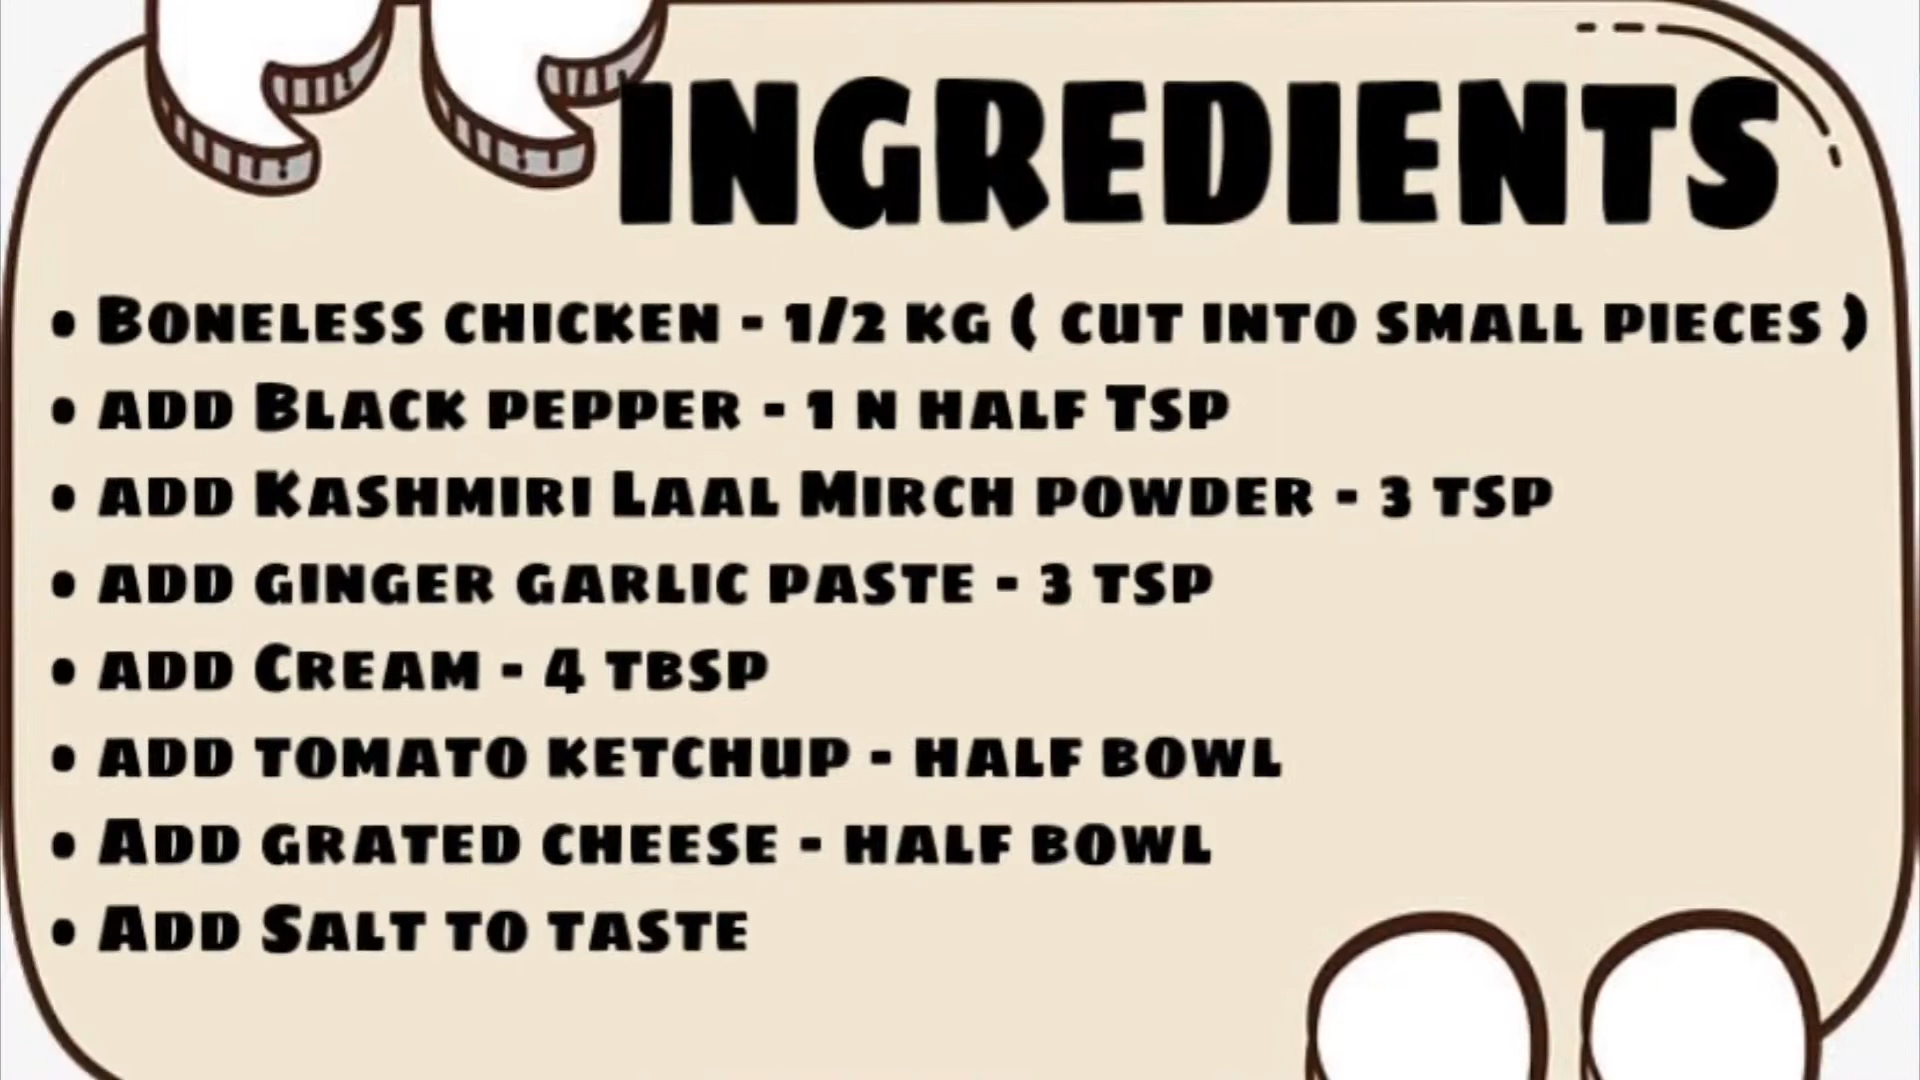 INGREDIENTS
• Boneless chicken - 1/2 kg ( cut into small pieces )
• add Black pepper - 1 n half Tsp
• add Kashmiri Laal Mirch powder - 3 tsp
• add ginger garlic paste - 3 tsp
• add Cream - 4 tbsp
• add tomato ketchup - half bowl
• Add grated cheese - half bowl
• Add Salt to taste